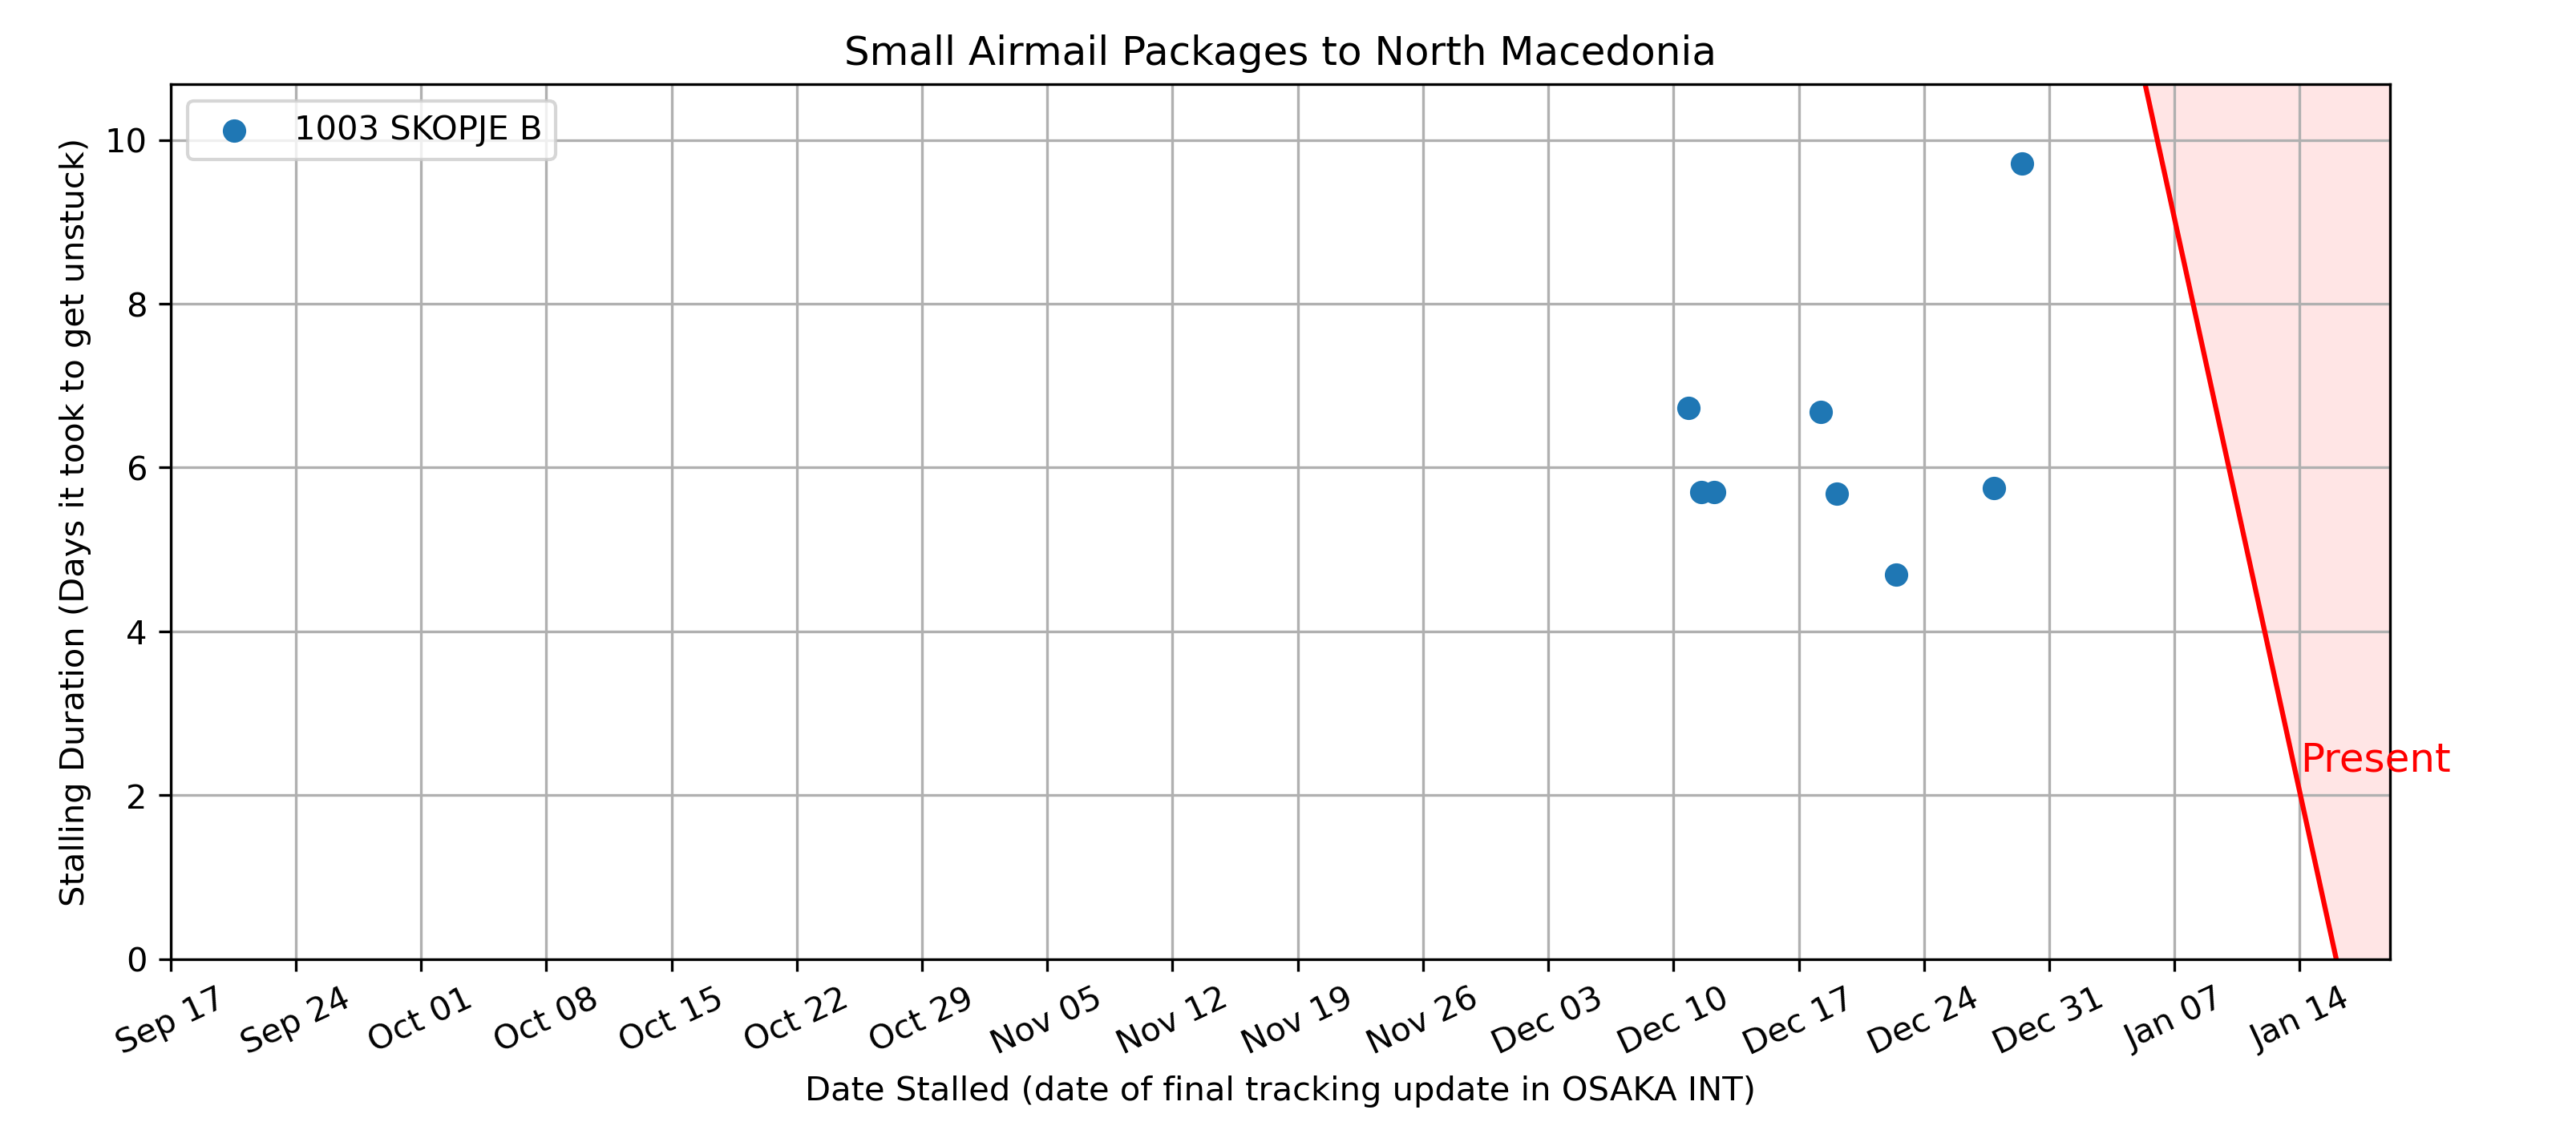 Small Airmail Packages to North Macedonia
1003 SKOPJE B
Stalling Duration (Days it took to get unstuck)
10
8
6
4
2
0
Present
Sep 17
Sep 24
Oct 01
Oct 08
Oct 15
Oct 22
Oct 29
Nov 05
Nov 12
Nov 19
Nov 26
Dec 03
Dec 10
Dec 17
Dec 24
Dec 31
Jan 07
Jan 14
Date Stalled (date of final tracking update in OSAKA INT)